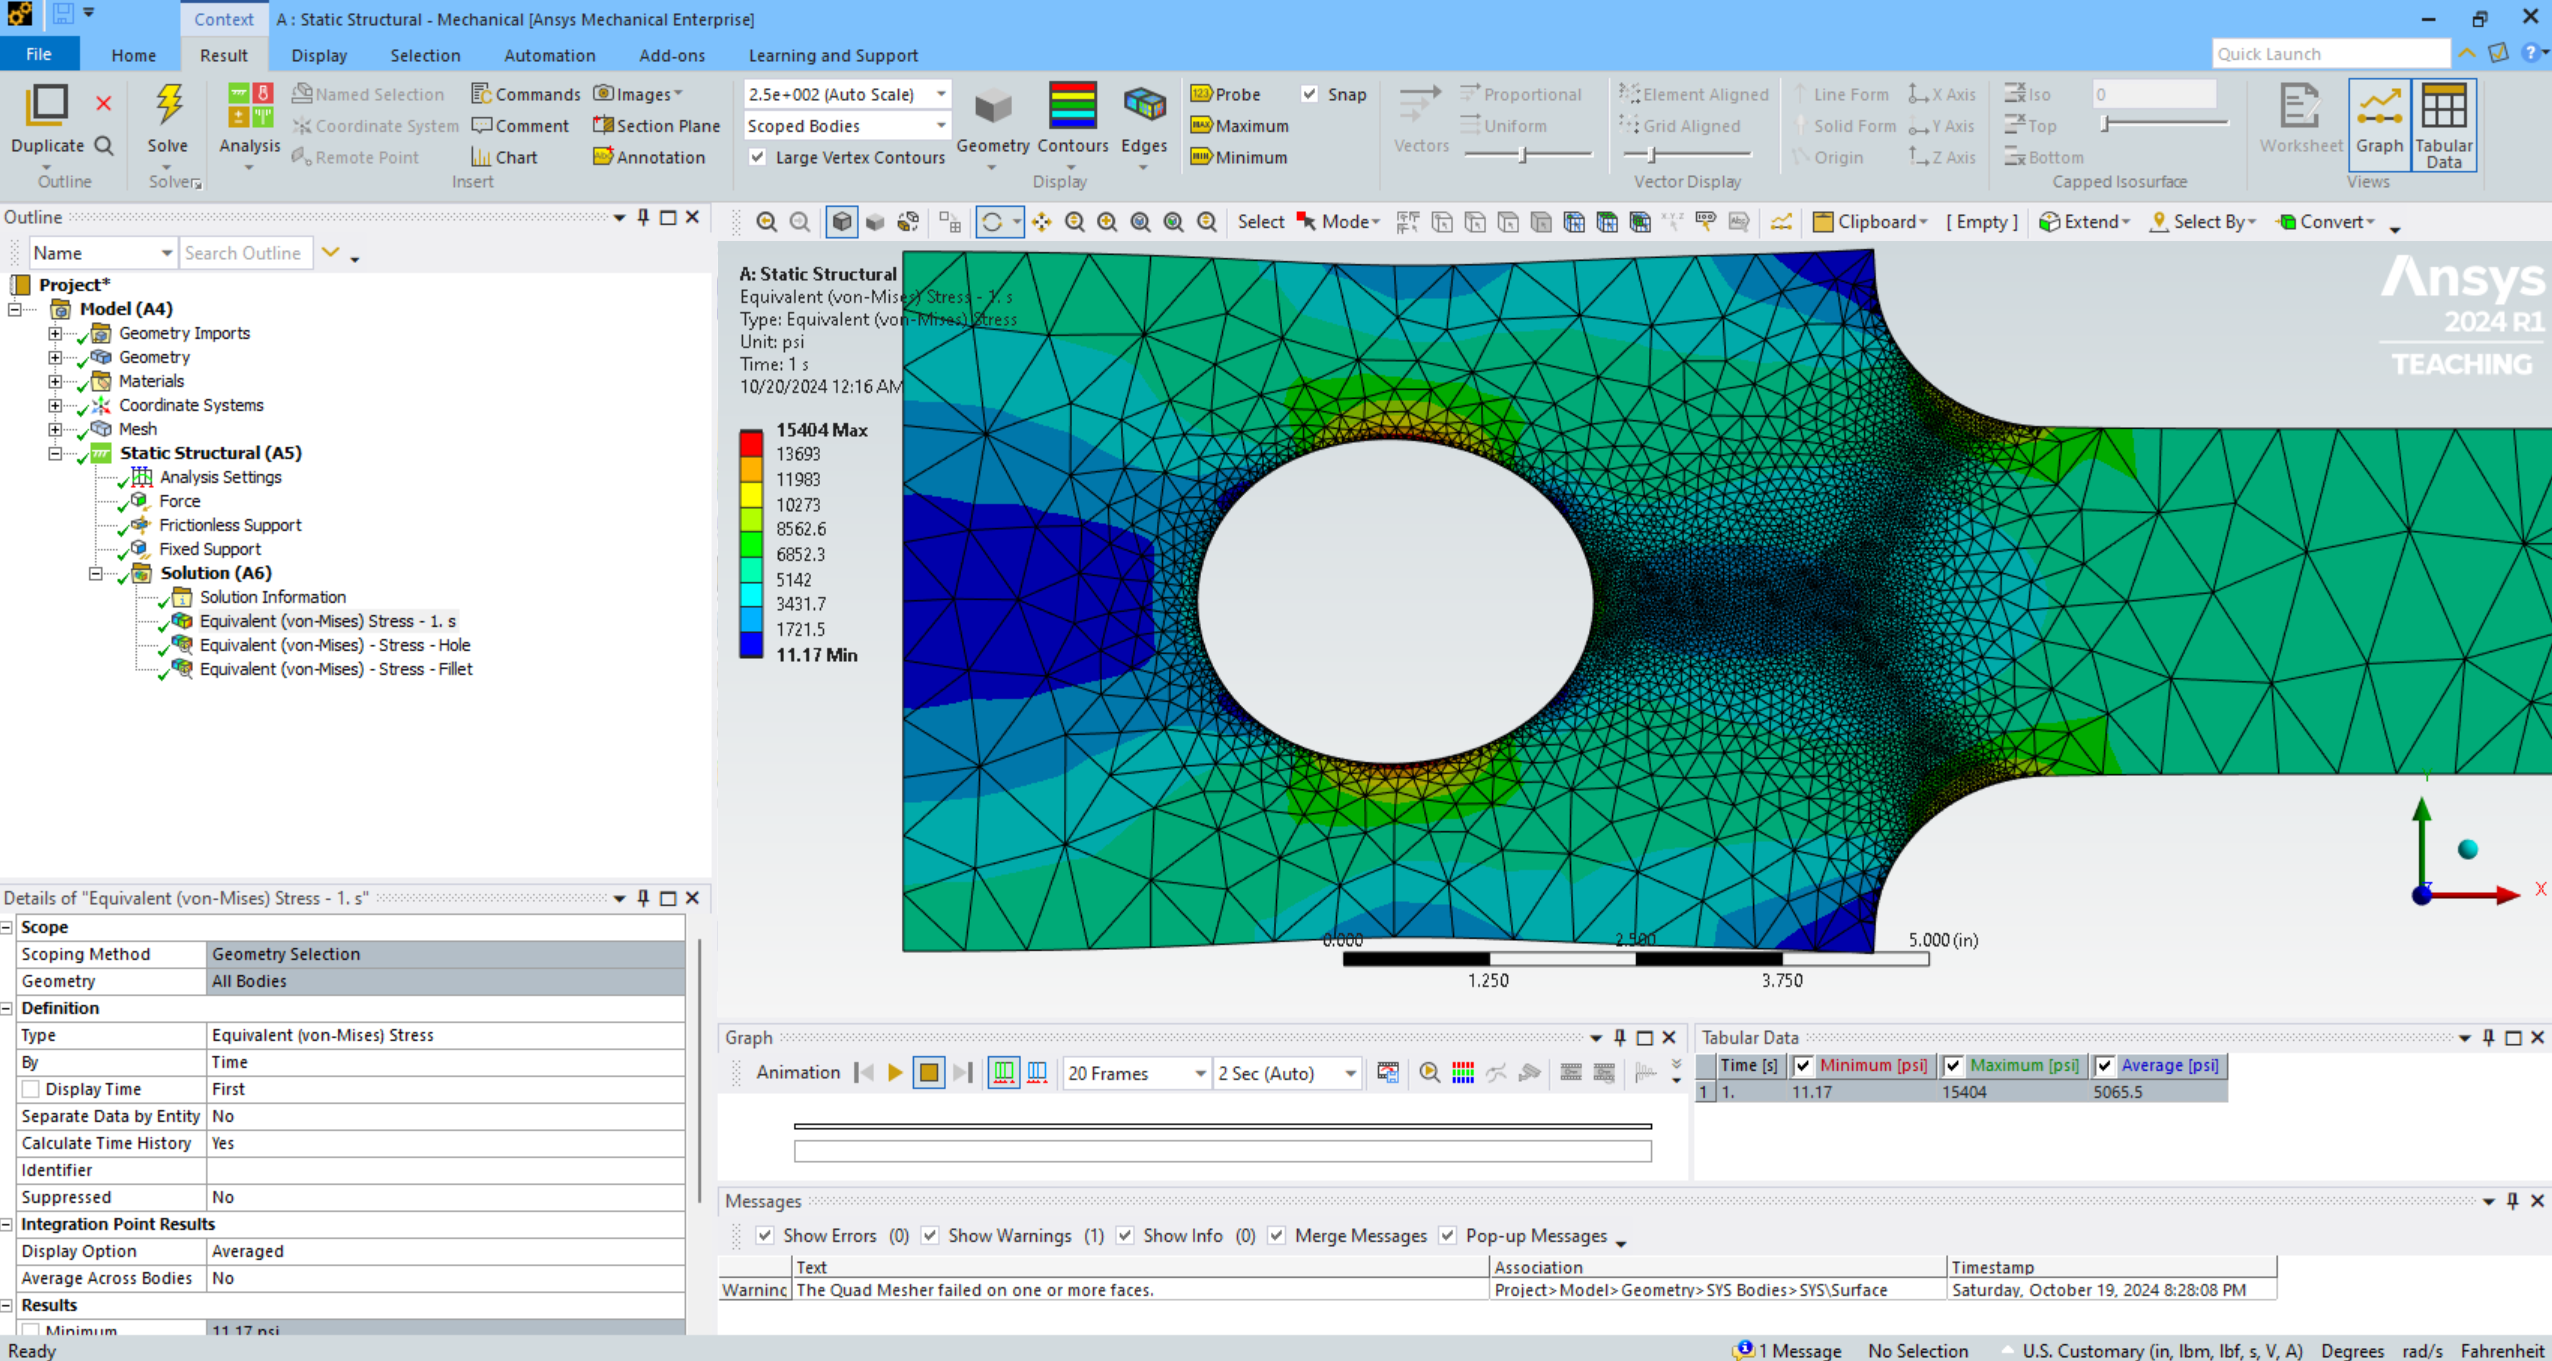 Context A : Static Structural - Mechanical [Ansys Mechanical Enterprise]
File Home Result Display Selection Automation Add-ons Learning and Support Quick Launch
Duplicate
Outline
Solve
Solver
Analysis
Named Selection
Coordinate System
Remote Point
Commands
Comment
Chart
Images
Section Plane
Annotation
Insert
2.5e+002 (Auto Scale)
Scoped Bodies
Large Vertex Contours
Geometry Contours Edges
Display
Probe
Maximum
Minimum
Snap
Vectors
Proportional
Uniform
Element Aligned
Grid Aligned
Line Form
Solid Form
Origin
X Axis
Y Axis
Z Axis
Vector Display
Iso
Top
Bottom
0
Capped Isosurface
Worksheet Graph Tabular Data
Views
Outline
Name Search Outline
Project*
Model (A4)
Geometry Imports
Geometry
Materials
Coordinate Systems
Mesh
Static Structural (A5)
Analysis Settings
Force
Frictionless Support
Fixed Support
Solution (A6)
Solution Information
Equivalent (von-Mises) Stress - 1. s
Equivalent (von-Mises) - Stress - Hole
Equivalent (von-Mises) - Stress - Fillet
Select Mode Clipboard [ Empty ] Extend Select By Convert
A: Static Structural
Equivalent (von-Mises) Stress - 1. s
Type: Equivalent (von-Mises) Stress
Unit: psi
Time: 1 s
10/20/2024 12:16 AM
15404 Max
13693
11983
10273
8562.6
6852.3
5142
3431.7
1721.5
11.17 Min
Ansys
2024 R1
TEACHING
Y
X
0.000 2.500 5.000 (in)
1.250 3.750
Details of "Equivalent (von-Mises) Stress - 1. s"
Scope
Scoping Method Geometry Selection
Geometry All Bodies
Definition
Type Equivalent (von-Mises) Stress
By Time
Display Time First
Separate Data by Entity No
Calculate Time History Yes
Identifier
Suppressed No
Integration Point Results
Display Option Averaged
Average Across Bodies No
Results
Minimum 11.17 psi
Graph
Animation 20 Frames 2 Sec (Auto)
Tabular Data
Time [s] Minimum [psi] Maximum [psi] Average [psi]
1 1. 11.17 15404 5065.5
Messages
Show Errors (0) Show Warnings (1) Show Info (0) Merge Messages Pop-up Messages
Text Association Timestamp
Warning The Quad Mesher failed on one or more faces. Project>Model>Geometry>SYS Bodies>SYS\Surface Saturday, October 19, 2024 8:28:08 PM
Ready 1 Message No Selection U.S. Customary (in, lbm, lbf, s, V, A) Degrees rad/s Fahrenheit